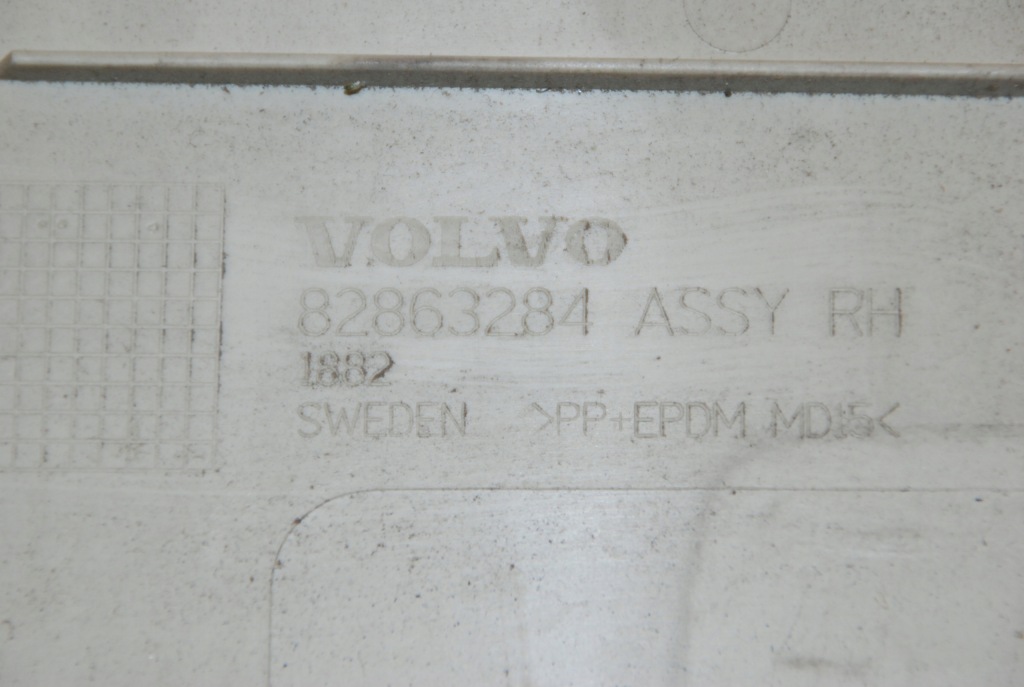 VOLVO
82863284 ASSY RH
1882
SWEDEN >PP+EPDM MD15<